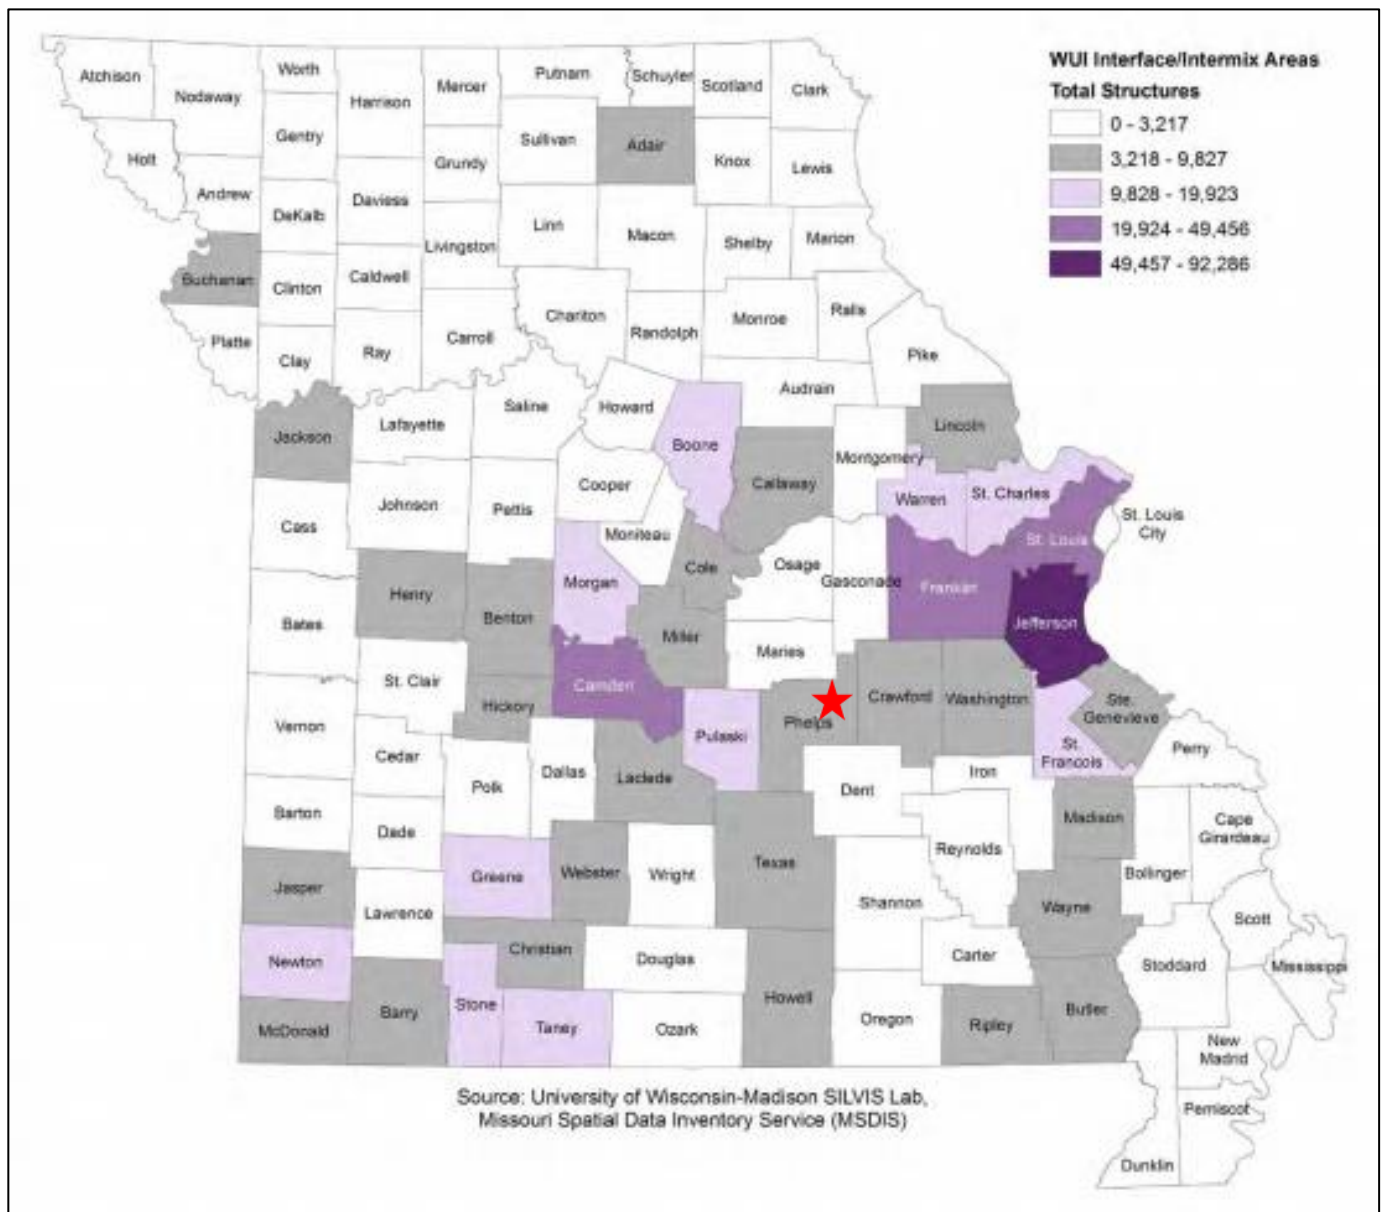 WUI Interface/Intermix Areas
Total Structures
0 - 3,217
3,218 - 9,827
9,828 - 19,923
19,924 - 49,456
49,457 - 92,286
Atchison
Nodaway
Worth
Harrison
Mercer
Putnam
Schuyler
Scotland
Clark
Gentry
Sullivan
Adair
Knox
Lewis
Holt
Grundy
Andrew
DeKalb
Daviess
Linn
Macon
Shelby
Marion
Livingston
Buchanan
Clinton
Caldwell
Chariton
Randolph
Monroe
Ralls
Platte
Clay
Ray
Carroll
Pike
Audrain
Saline
Howard
Lafayette
Lincoln
Jackson
Boone
Montgomery
Callaway
Cooper
Warren
St. Charles
Johnson
Pettis
Cass
Moniteau
St. Louis
City
St. Louis
Osage
Cole
Gasconade
Morgan
Franklin
Henry
Benton
Bates
Miller
Jefferson
Maries
St. Clair
Camden
Crawford
Washington
Hickory
Phelps
Ste.
Genevieve
Vernon
Pulaski
St.
Francois
Perry
Cedar
Dallas
Iron
Polk
Laclede
Dent
Barton
Madison
Cape
Girardeau
Dade
Reynolds
Texas
Webster
Wright
Greene
Bollinger
Jasper
Shannon
Wayne
Lawrence
Scott
Christian
Douglas
Carter
Newton
Stoddard
Mississippi
Howell
Stone
Barry
Taney
Ozark
Oregon
Ripley
Butler
McDonald
New
Madrid
Pemiscot
Dunklin
Source: University of Wisconsin-Madison SILVIS Lab,
Missouri Spatial Data Inventory Service (MSDIS)